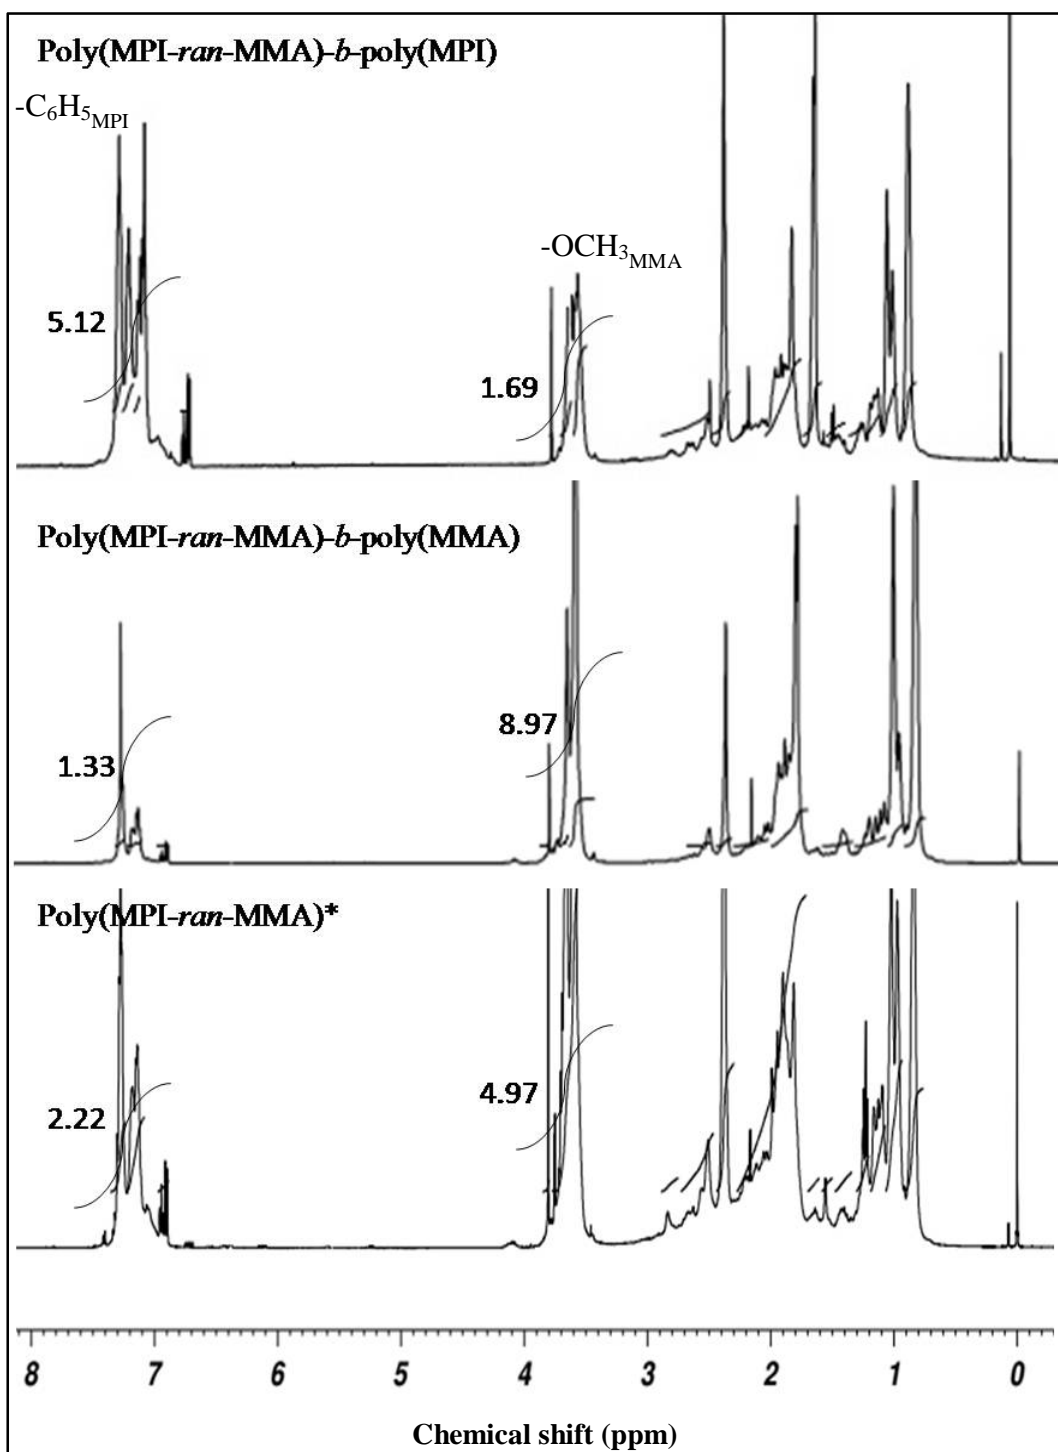 Poly(MPI-ran-MMA)-b-poly(MPI)
-C₆H₅MPI
-OCH₃MMA
5.12
1.69
Poly(MPI-ran-MMA)-b-poly(MMA)
8.97
1.33
Poly(MPI-ran-MMA)*
4.97
2.22
8 7 6 5 4 3 2 1 0
Chemical shift (ppm)